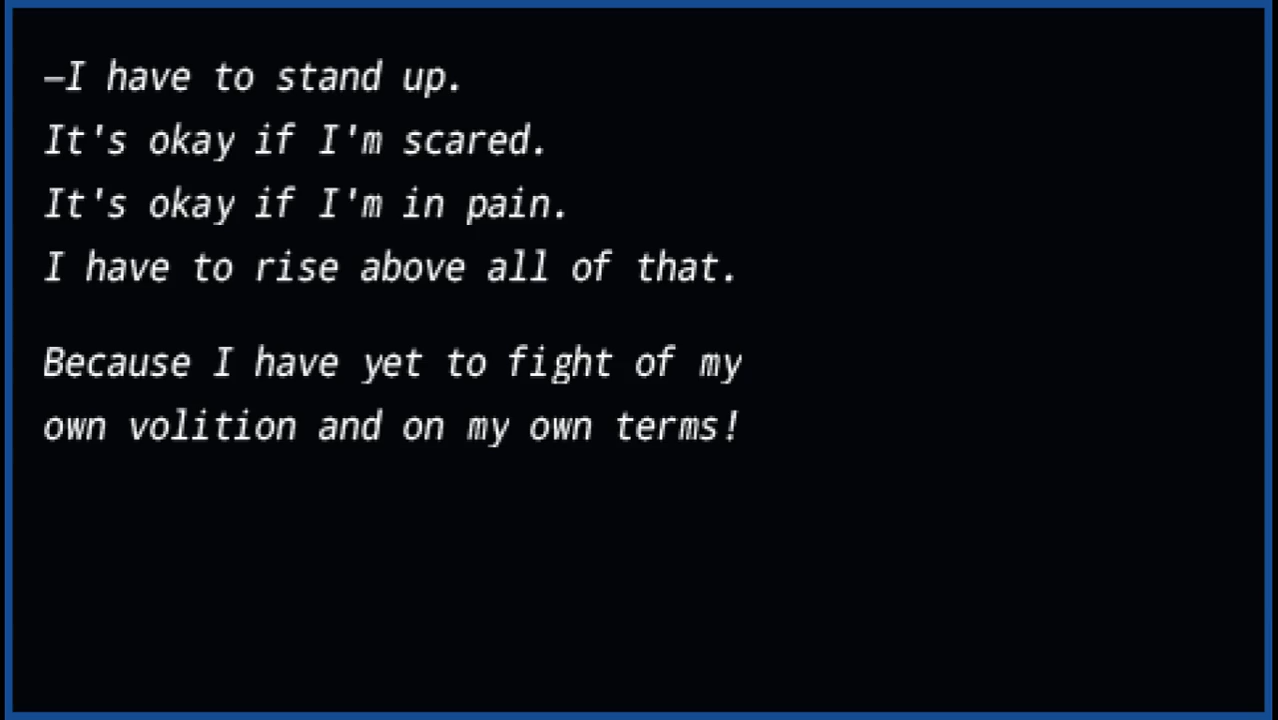 —I have to stand up.
It's okay if I'm scared.
It's okay if I'm in pain.
I have to rise above all of that.
Because I have yet to fight of my
own volition and on my own terms!